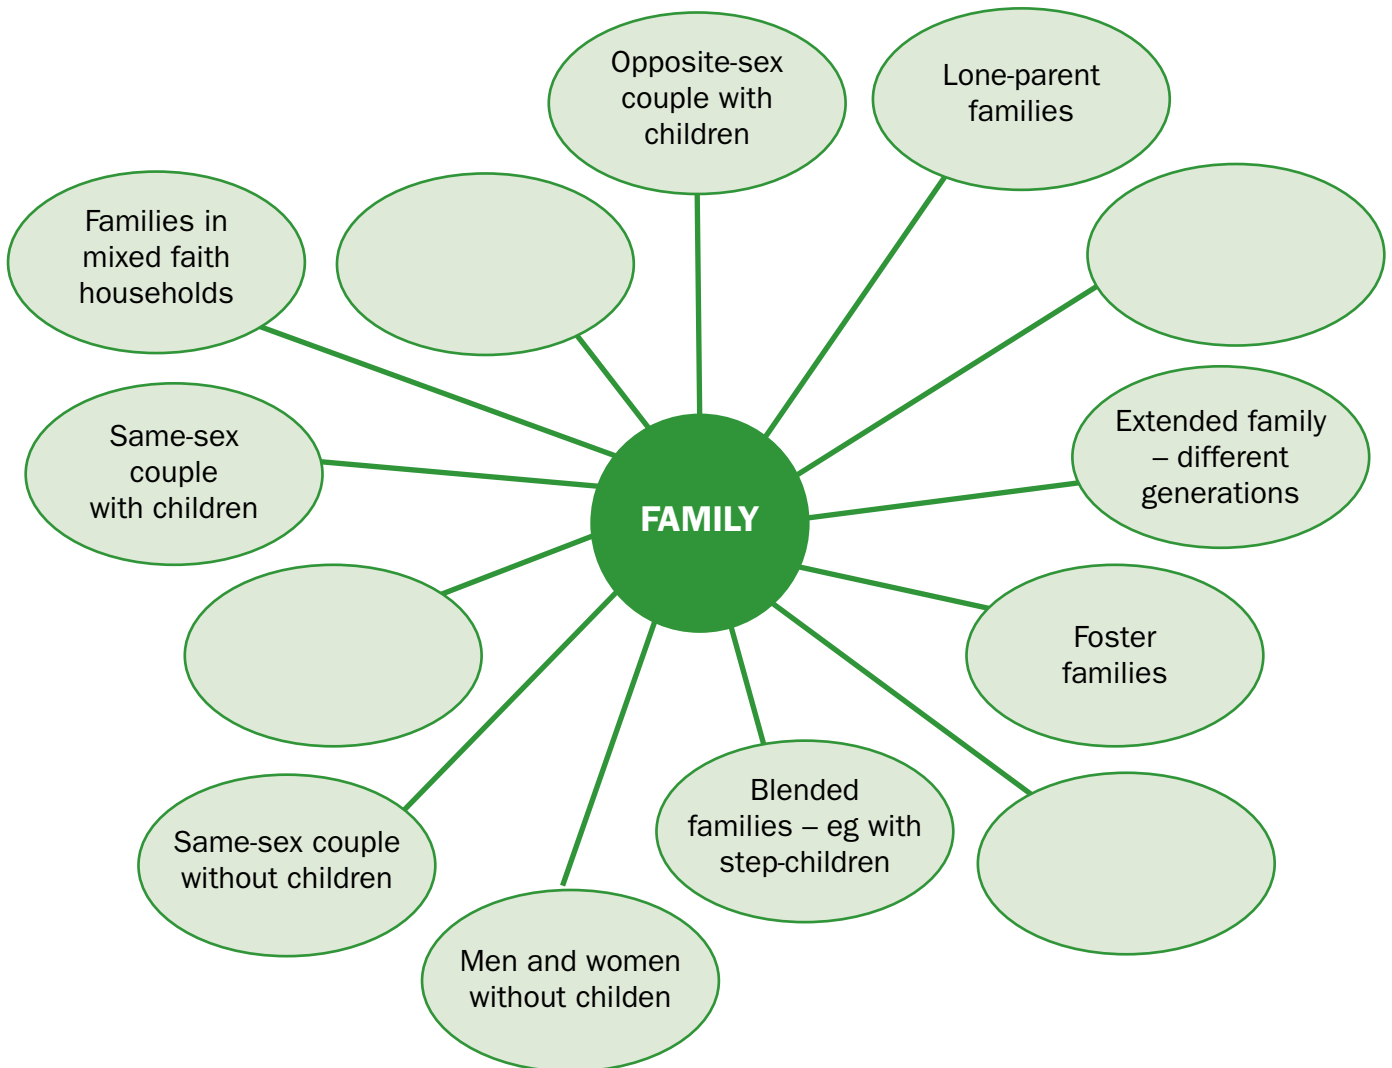 Opposite-sex
couple with
children
Lone-parent
families
Families in
mixed faith
households
Same-sex
couple
with children
Extended family
– different
generations
FAMILY
Foster
families
Blended
families – eg with
step-children
Same-sex couple
without children
Men and women
without childen